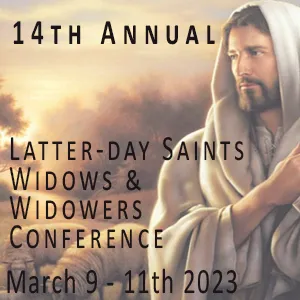 14th Annual
Latter-day Saints
Widows &
Widowers
Conference
March 9 - 11th 2023